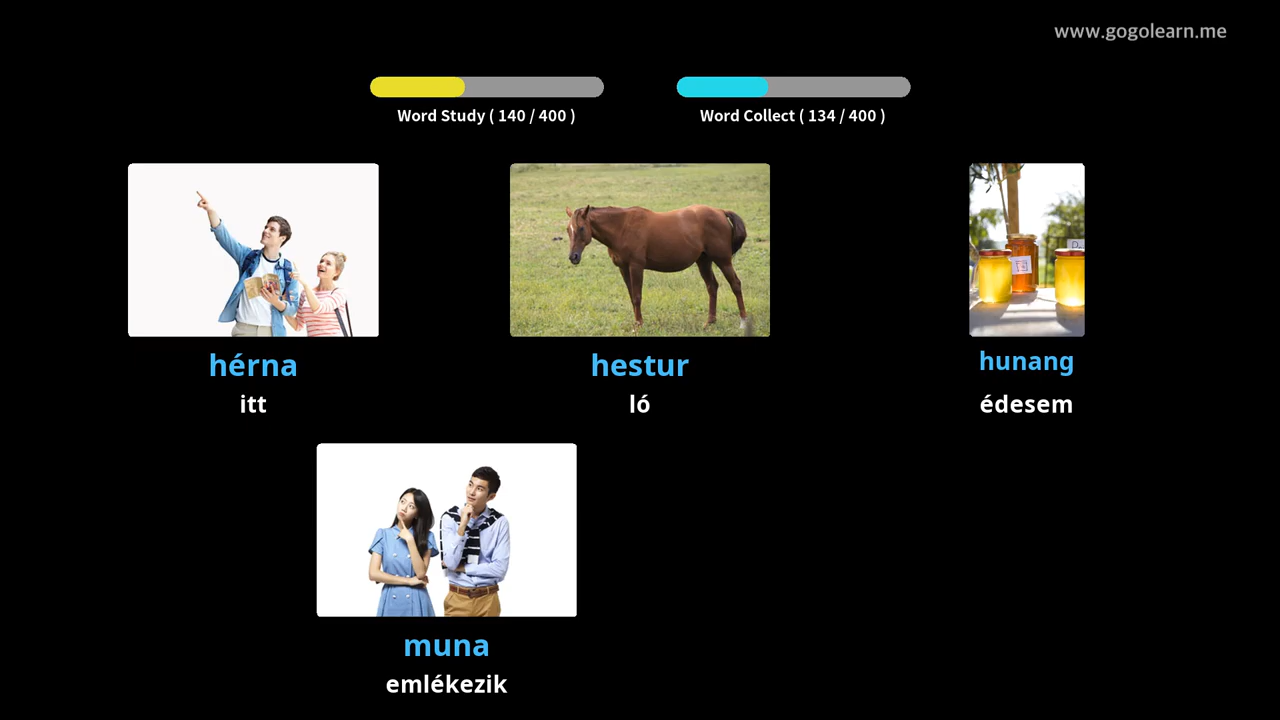 www.gogolearn.me
Word Study ( 140 / 400 )
Word Collect ( 134 / 400 )
hérna
itt
hestur
ló
hunang
édesem
muna
emlékezik